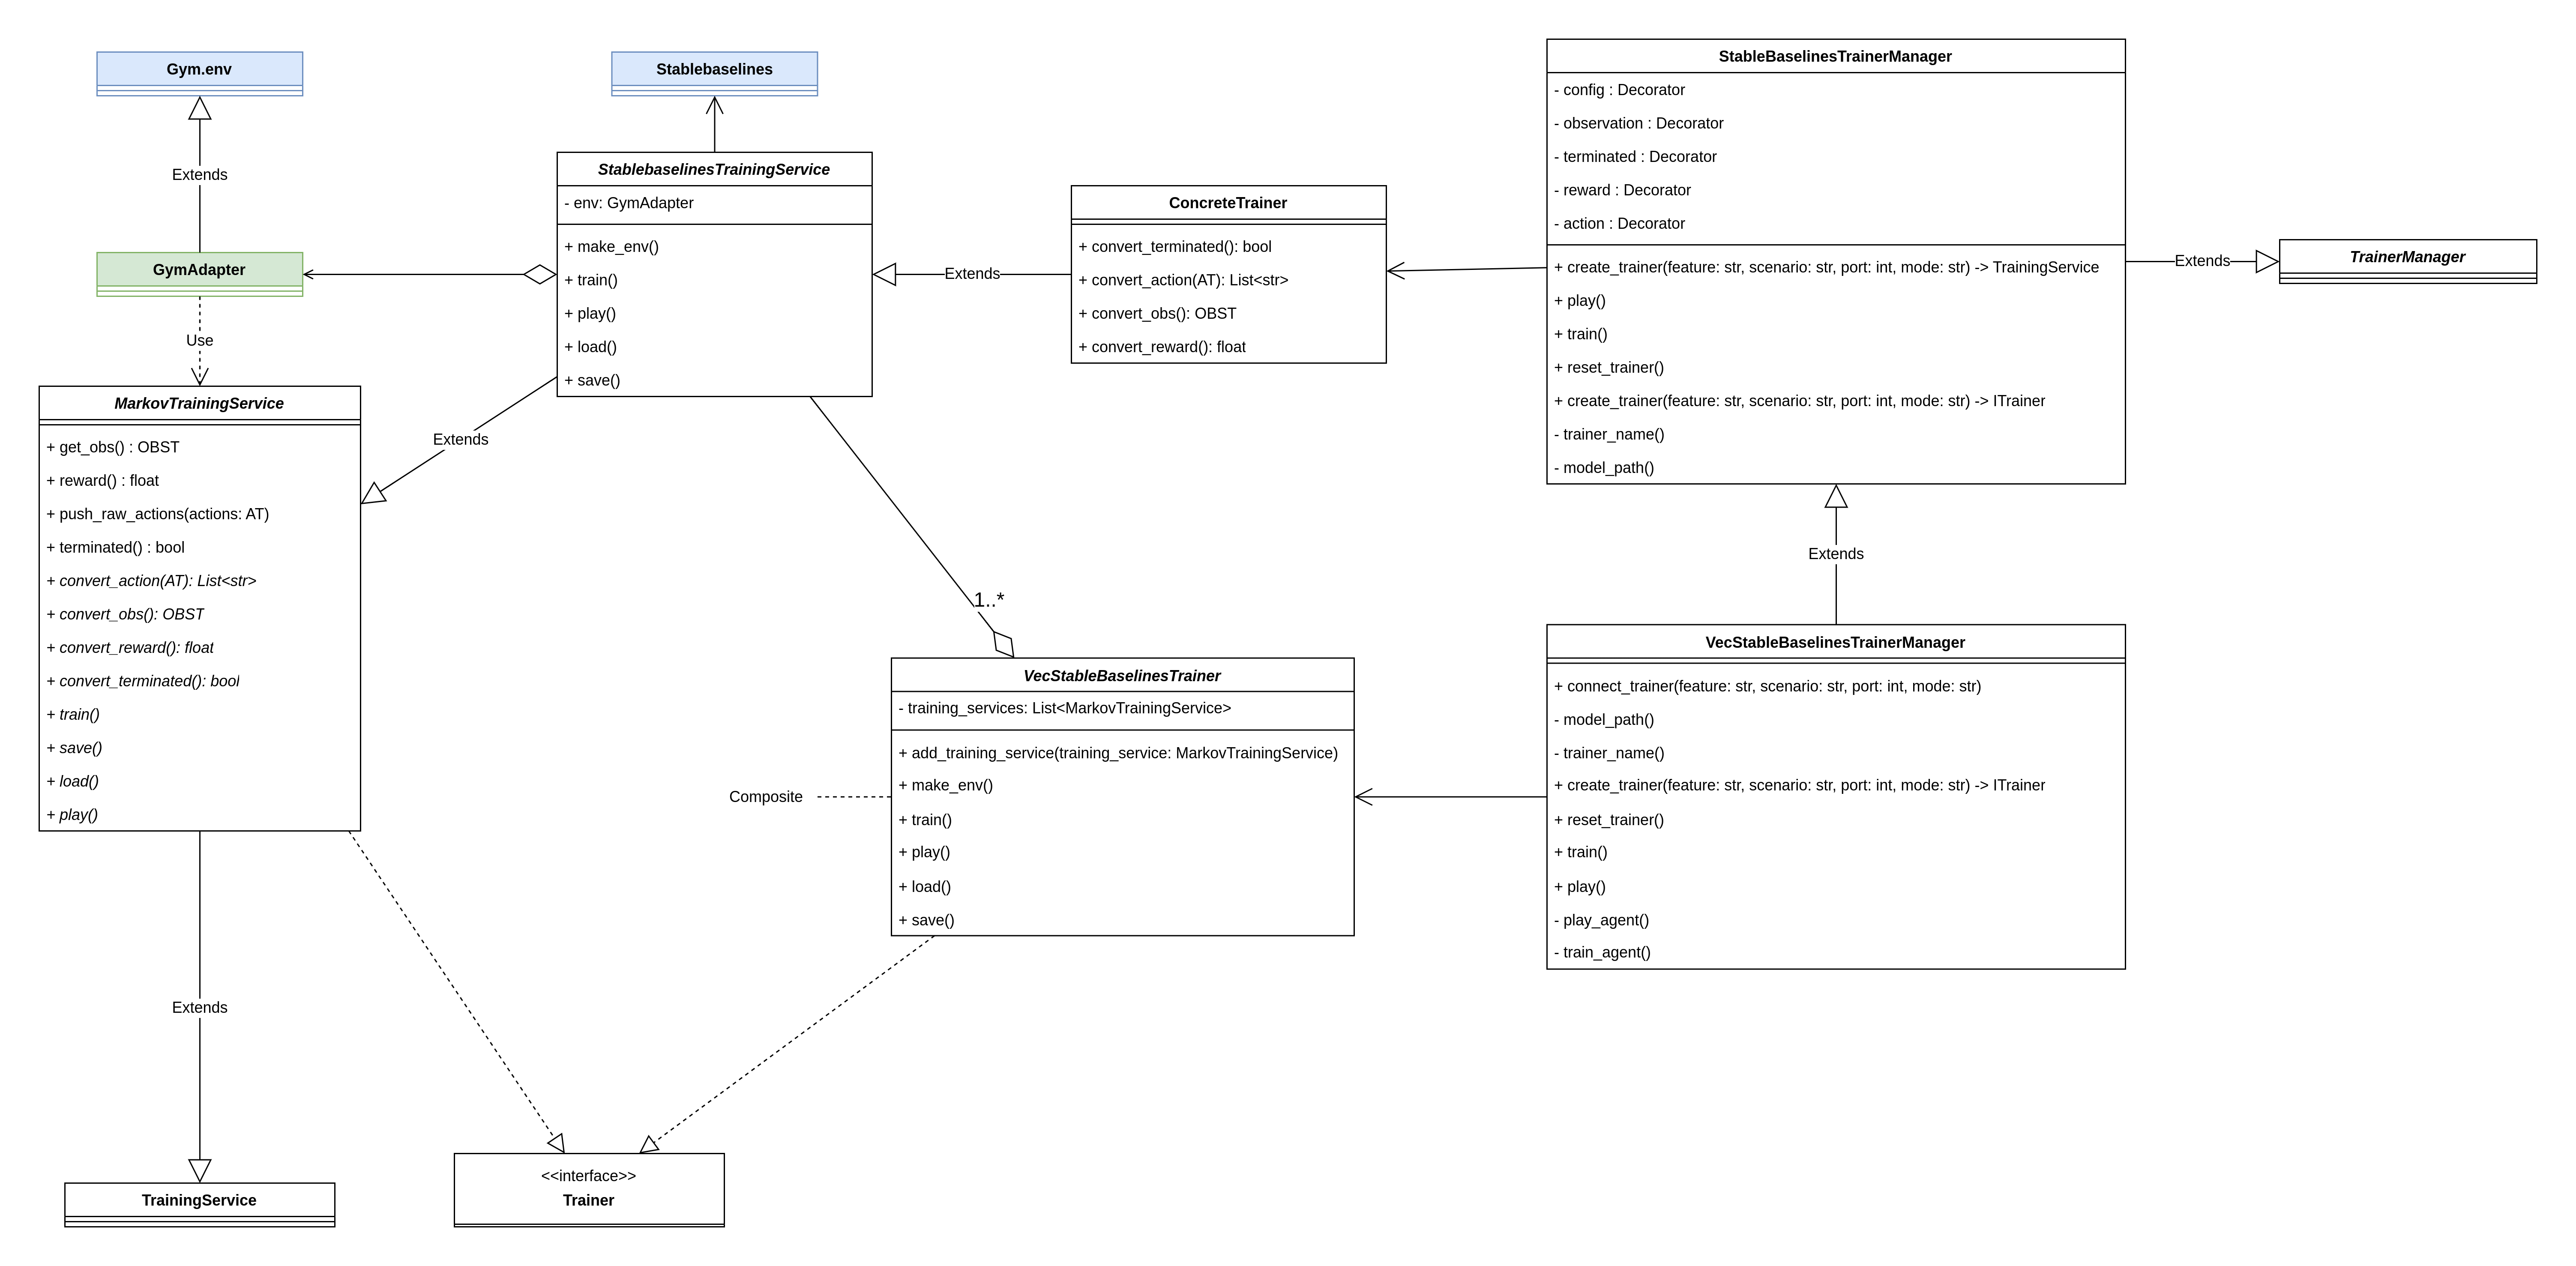 Gym.env
Extends
GymAdapter
Use
MarkovTrainingService
+ get_obs() : OBST
+ reward() : float
+ push_raw_actions(actions: AT)
+ terminated() : bool
+ convert_action(AT): List<str>
+ convert_obs(): OBST
+ convert_reward(): float
+ convert_terminated(): bool
+ train()
+ save()
+ load()
+ play()
Extends
TrainingService
Stablebaselines
StablebaselinesTrainingService
- env: GymAdapter
+ make_env()
+ train()
+ play()
+ load()
+ save()
Extends
Extends
ConcreteTrainer
+ convert_terminated(): bool
+ convert_action(AT): List<str>
+ convert_obs(): OBST
+ convert_reward(): float
1..*
VecStableBaselinesTrainer
- training_services: List<MarkovTrainingService>
+ add_training_service(training_service: MarkovTrainingService)
+ make_env()
+ train()
+ play()
+ load()
+ save()
Composite
<<interface>>
Trainer
StableBaselinesTrainerManager
- config : Decorator
- observation : Decorator
- terminated : Decorator
- reward : Decorator
- action : Decorator
+ create_trainer(feature: str, scenario: str, port: int, mode: str) -> TrainingService
+ play()
+ train()
+ reset_trainer()
+ create_trainer(feature: str, scenario: str, port: int, mode: str) -> ITrainer
- trainer_name()
- model_path()
Extends
TrainerManager
Extends
VecStableBaselinesTrainerManager
+ connect_trainer(feature: str, scenario: str, port: int, mode: str)
- model_path()
- trainer_name()
+ create_trainer(feature: str, scenario: str, port: int, mode: str) -> ITrainer
+ reset_trainer()
+ train()
+ play()
- play_agent()
- train_agent()